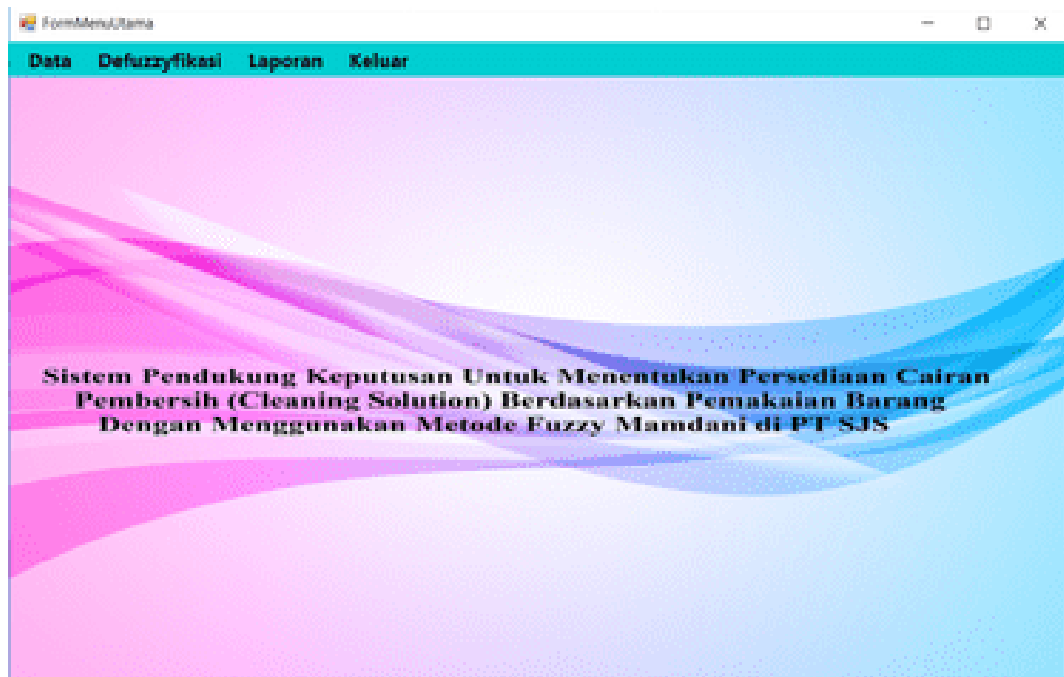 FormMenuUtama
Data Defuzzyfikasi Laporan Keluar
Sistem Pendukung Keputusan Untuk Menentukan Persediaan Cairan
Pembersih (Cleaning Solution) Berdasarkan Pemakaian Barang
Dengan Menggunakan Metode Fuzzy Mamdani di PT SJS